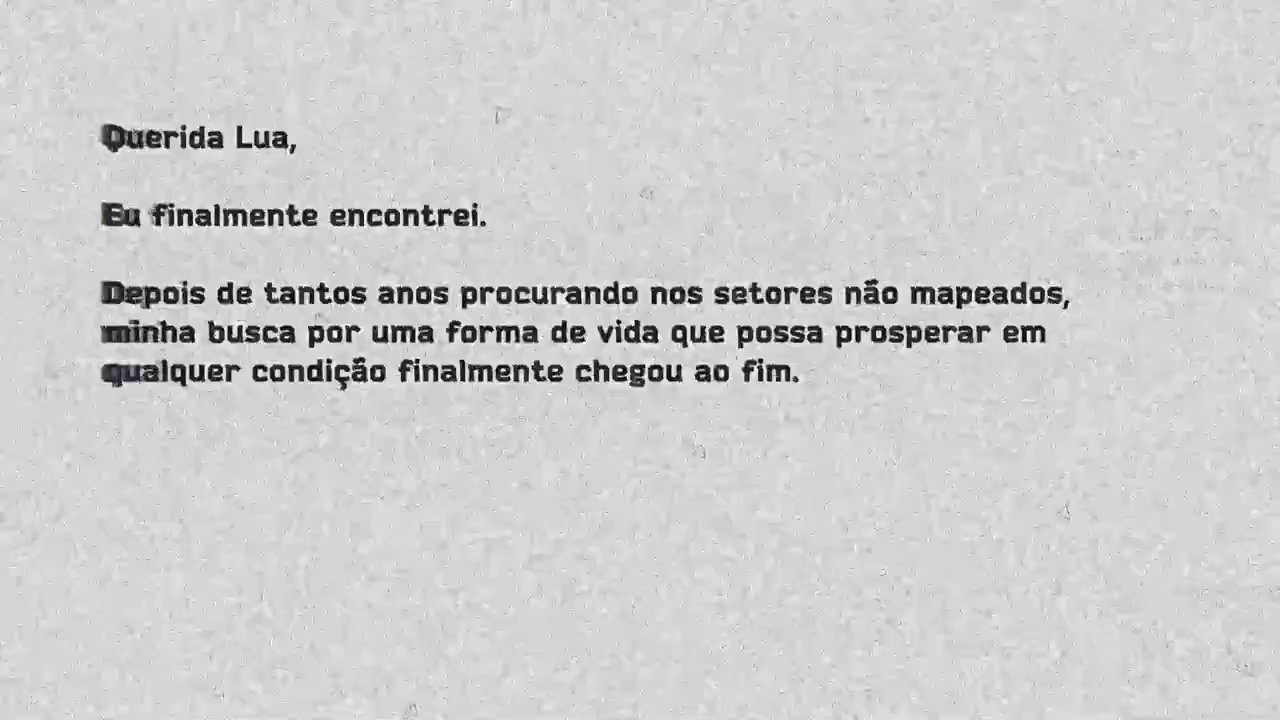 Querida Lua,
Eu finalmente encontrei.
Depois de tantos anos procurando nos setores não mapeados,
minha busca por uma forma de vida que possa prosperar em
qualquer condição finalmente chegou ao fim.